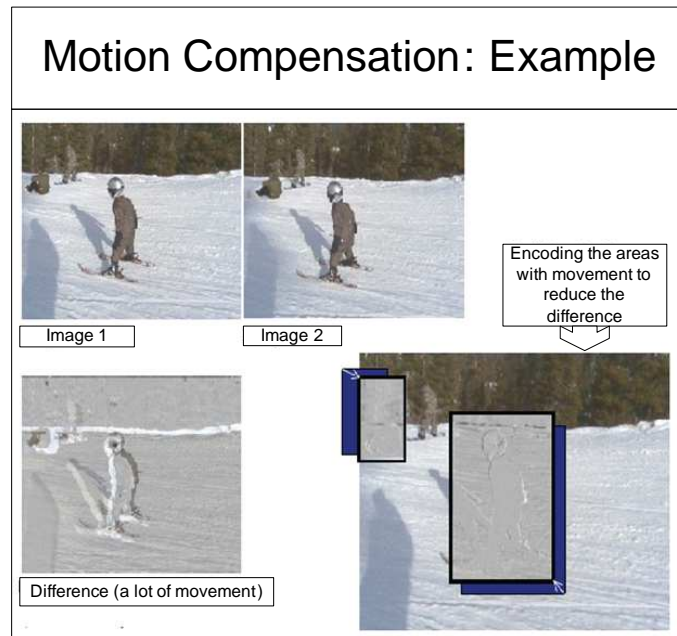 Motion Compensation: Example
Image 1
Image 2
Encoding the areas
with movement to
reduce the
difference
Difference (a lot of movement)